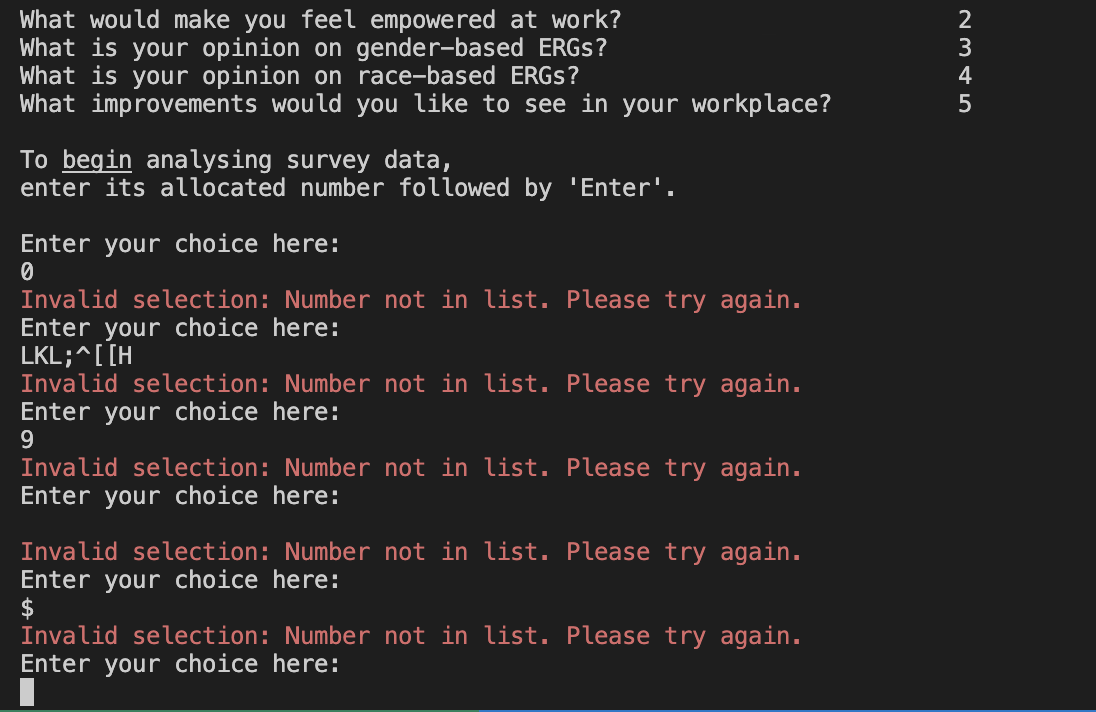 What would make you feel empowered at work? 2
What is your opinion on gender-based ERGs? 3
What is your opinion on race-based ERGs? 4
What improvements would you like to see in your workplace? 5
To begin analysing survey data,
enter its allocated number followed by 'Enter'.
Enter your choice here:
0
Invalid selection: Number not in list. Please try again.
Enter your choice here:
LKL;^[[H
Invalid selection: Number not in list. Please try again.
Enter your choice here:
9
Invalid selection: Number not in list. Please try again.
Enter your choice here:
Invalid selection: Number not in list. Please try again.
Enter your choice here:
$
Invalid selection: Number not in list. Please try again.
Enter your choice here: